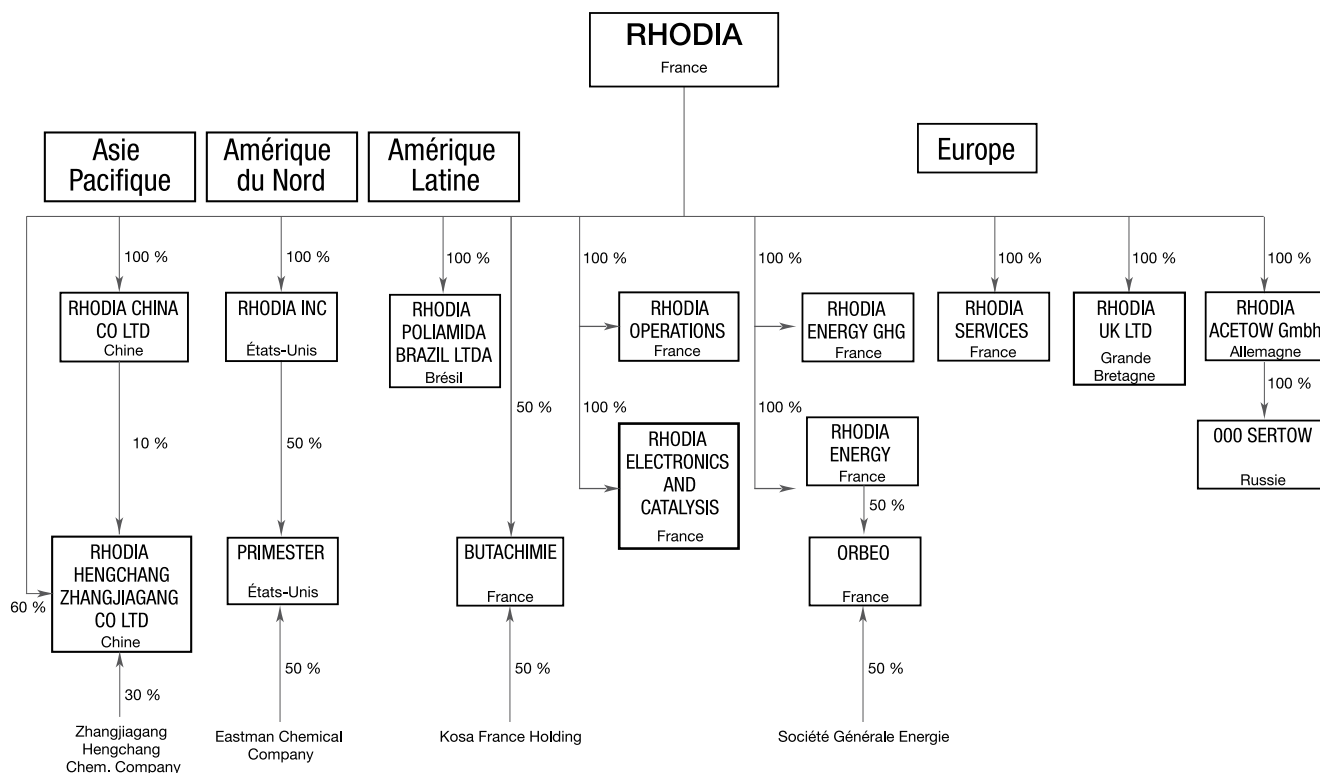 RHODIA
France
Asie
Pacifique
Amérique
du Nord
Amérique
Latine
Europe
100 %
100 %
100 %
100 %
100 %
100 %
100 %
100 %
RHODIA CHINA
CO LTD
Chine
RHODIA INC
États-Unis
RHODIA
POLIAMIDA
BRAZIL LTDA
Brésil
RHODIA
OPERATIONS
France
RHODIA
ENERGY GHG
France
RHODIA
SERVICES
France
RHODIA
UK LTD
Grande
Bretagne
RHODIA
ACETOW Gmbh
Allemagne
10 %
50 %
50 %
100 %
100 %
100 %
RHODIA
ELECTRONICS
AND
CATALYSIS
France
RHODIA
ENERGY
France
000 SERTOW
Russie
50 %
60 %
RHODIA
HENGCHANG
ZHANGJIAGANG
CO LTD
Chine
PRIMESTER
États-Unis
BUTACHIMIE
France
ORBEO
France
30 %
50 %
50 %
50 %
Zhangjiagang
Hengchang
Chem. Company
Eastman Chemical
Company
Kosa France Holding
Société Générale Energie